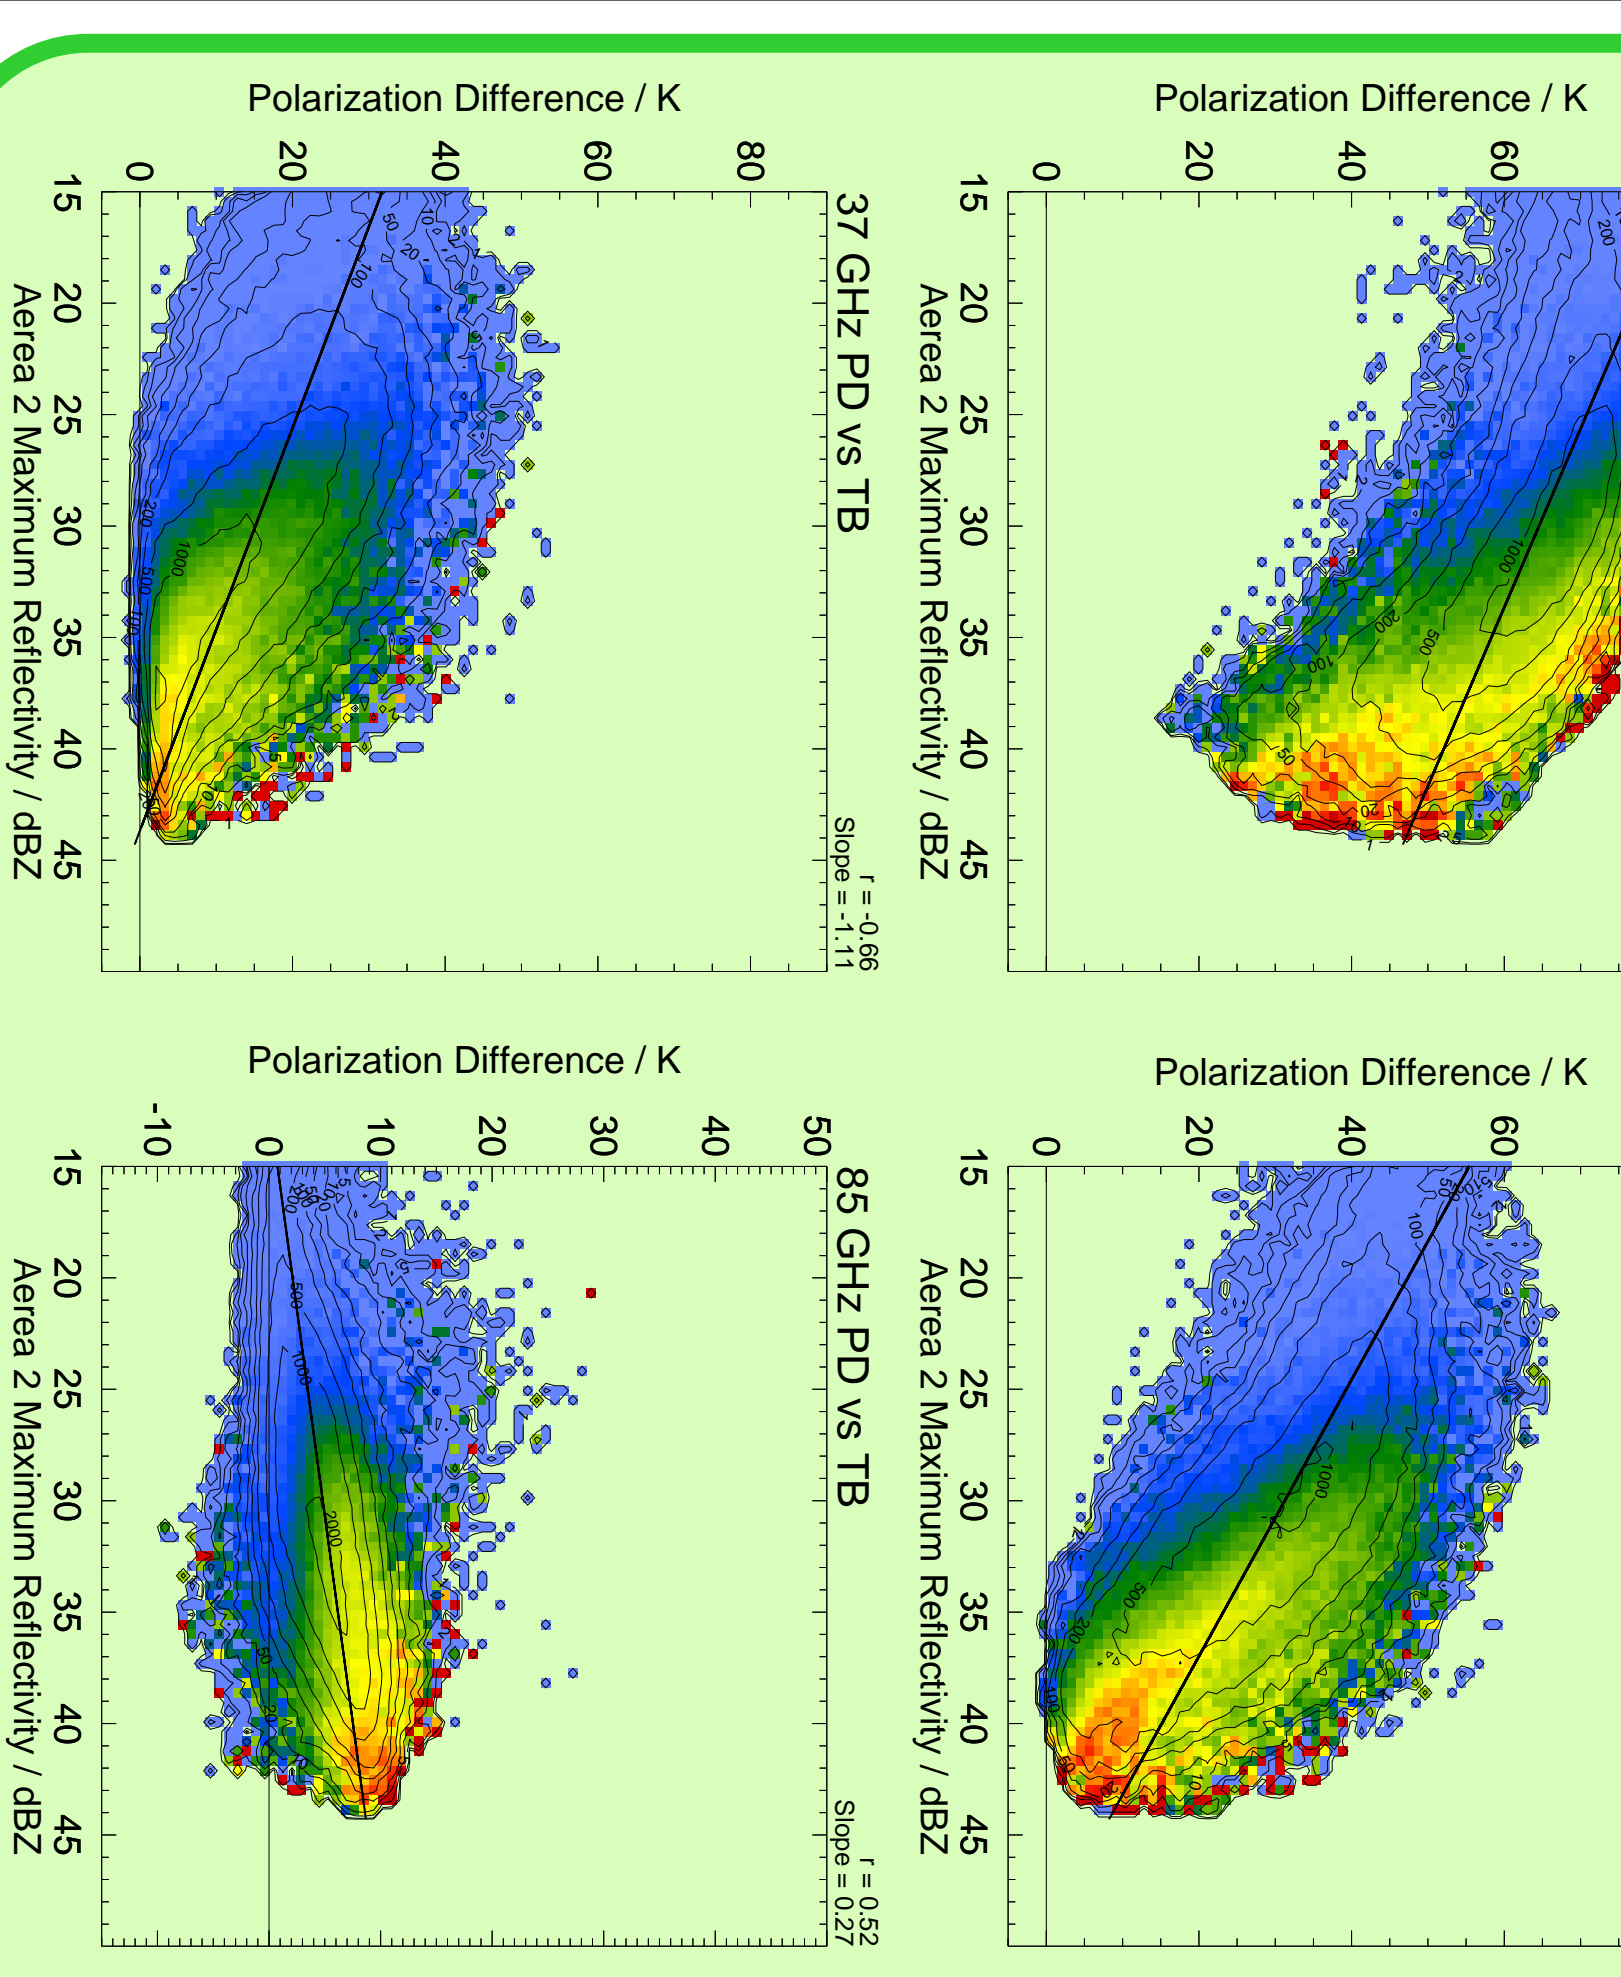 Polarization Difference / K
Polarization Difference / K
0 20 40 60 80
0 20 40 60
37 GHz PD vs TB
r = -0.66
Slope = -1.11
15 20 25 30 35 40 45
Aerea 2 Maximum Reflectivity / dBZ
15 20 25 30 35 40 45
Aerea 2 Maximum Reflectivity / dBZ
Polarization Difference / K
Polarization Difference / K
-10 0 10 20 30 40 50
0 20 40 60
85 GHz PD vs TB
r = 0.52
Slope = 0.27
15 20 25 30 35 40 45
Aerea 2 Maximum Reflectivity / dBZ
15 20 25 30 35 40 45
Aerea 2 Maximum Reflectivity / dBZ